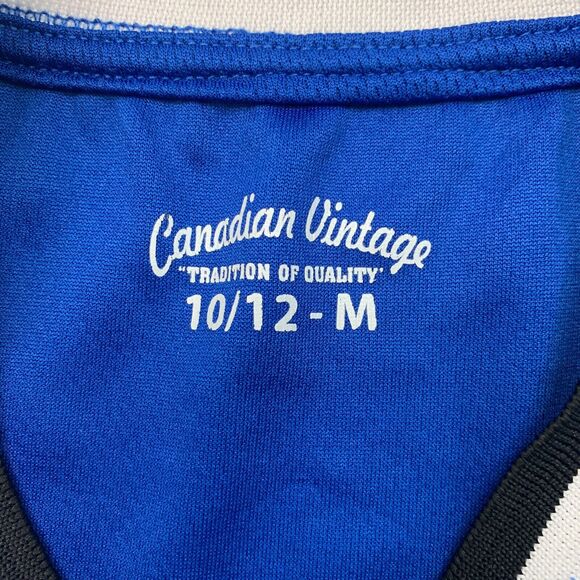 Canadian Vintage
"TRADITION OF QUALITY"
10/12 - M